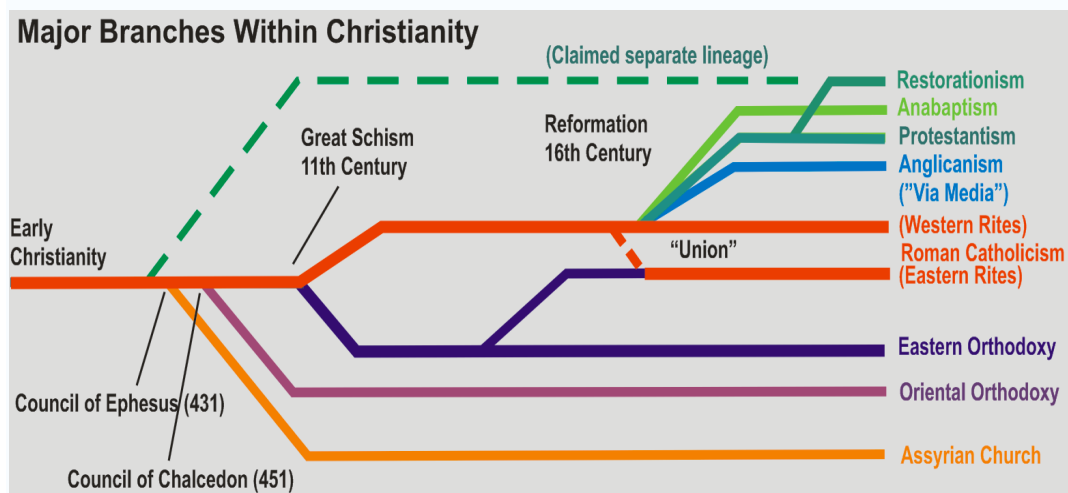 Major Branches Within Christianity
(Claimed separate lineage)
Restorationism
Anabaptism
Protestantism
Anglicanism
("Via Media")
Great Schism
11th Century
Reformation
16th Century
Early
Christianity
(Western Rites)
"Union"
Roman Catholicism
(Eastern Rites)
Eastern Orthodoxy
Oriental Orthodoxy
Council of Ephesus (431)
Assyrian Church
Council of Chalcedon (451)